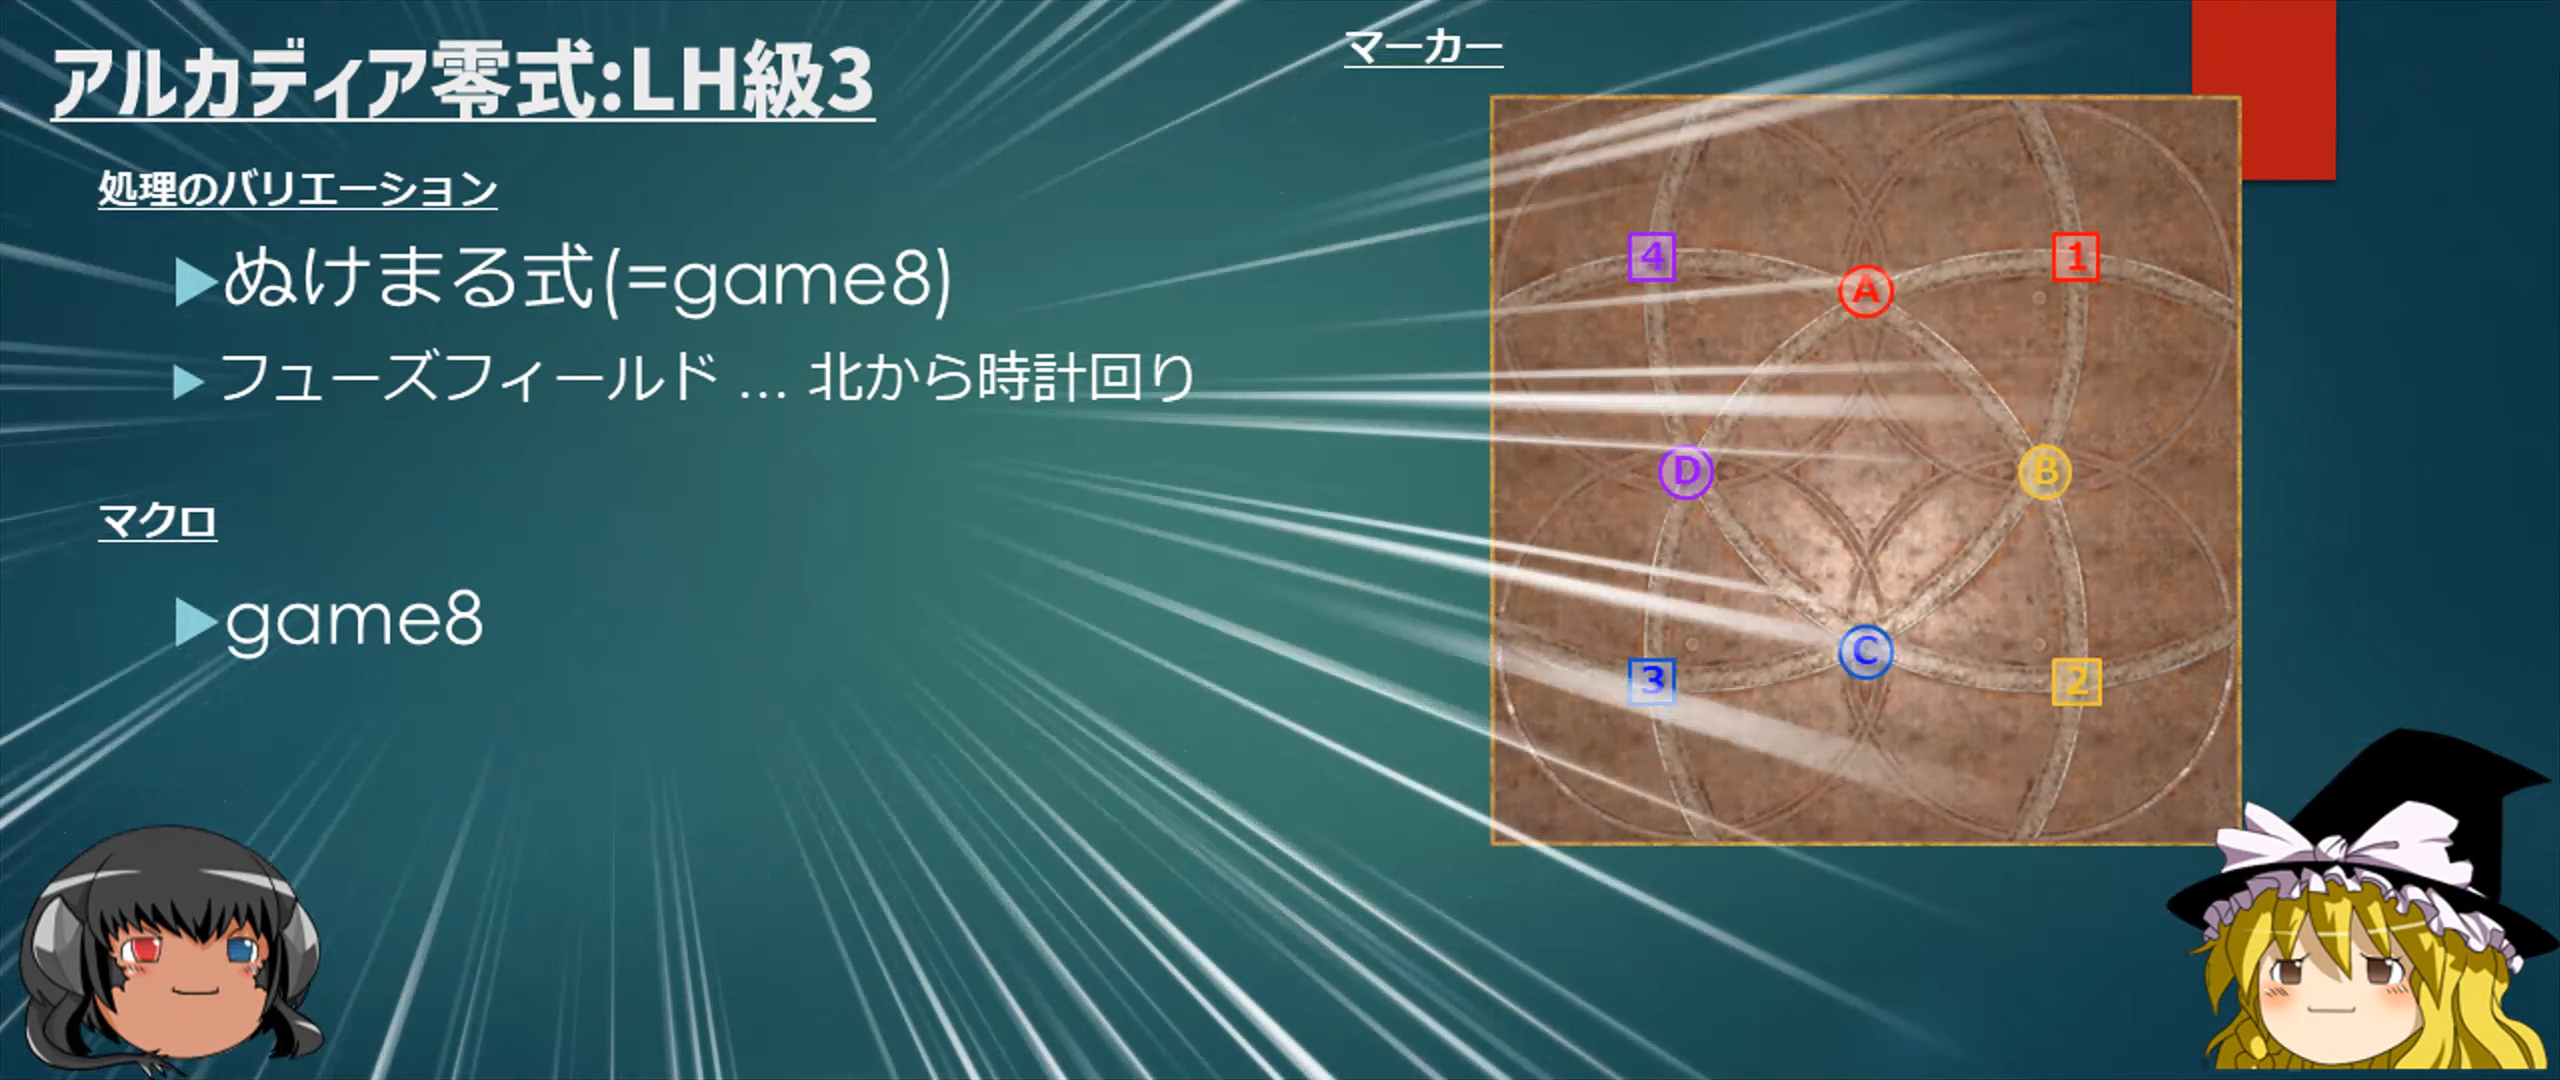 アルカディア零式:LH級3
処理のバリエーション
ぬけまる式(=game8)
フューズフィールド … 北から時計回り
マクロ
game8
マーカー
4
A
1
D
B
3
C
2